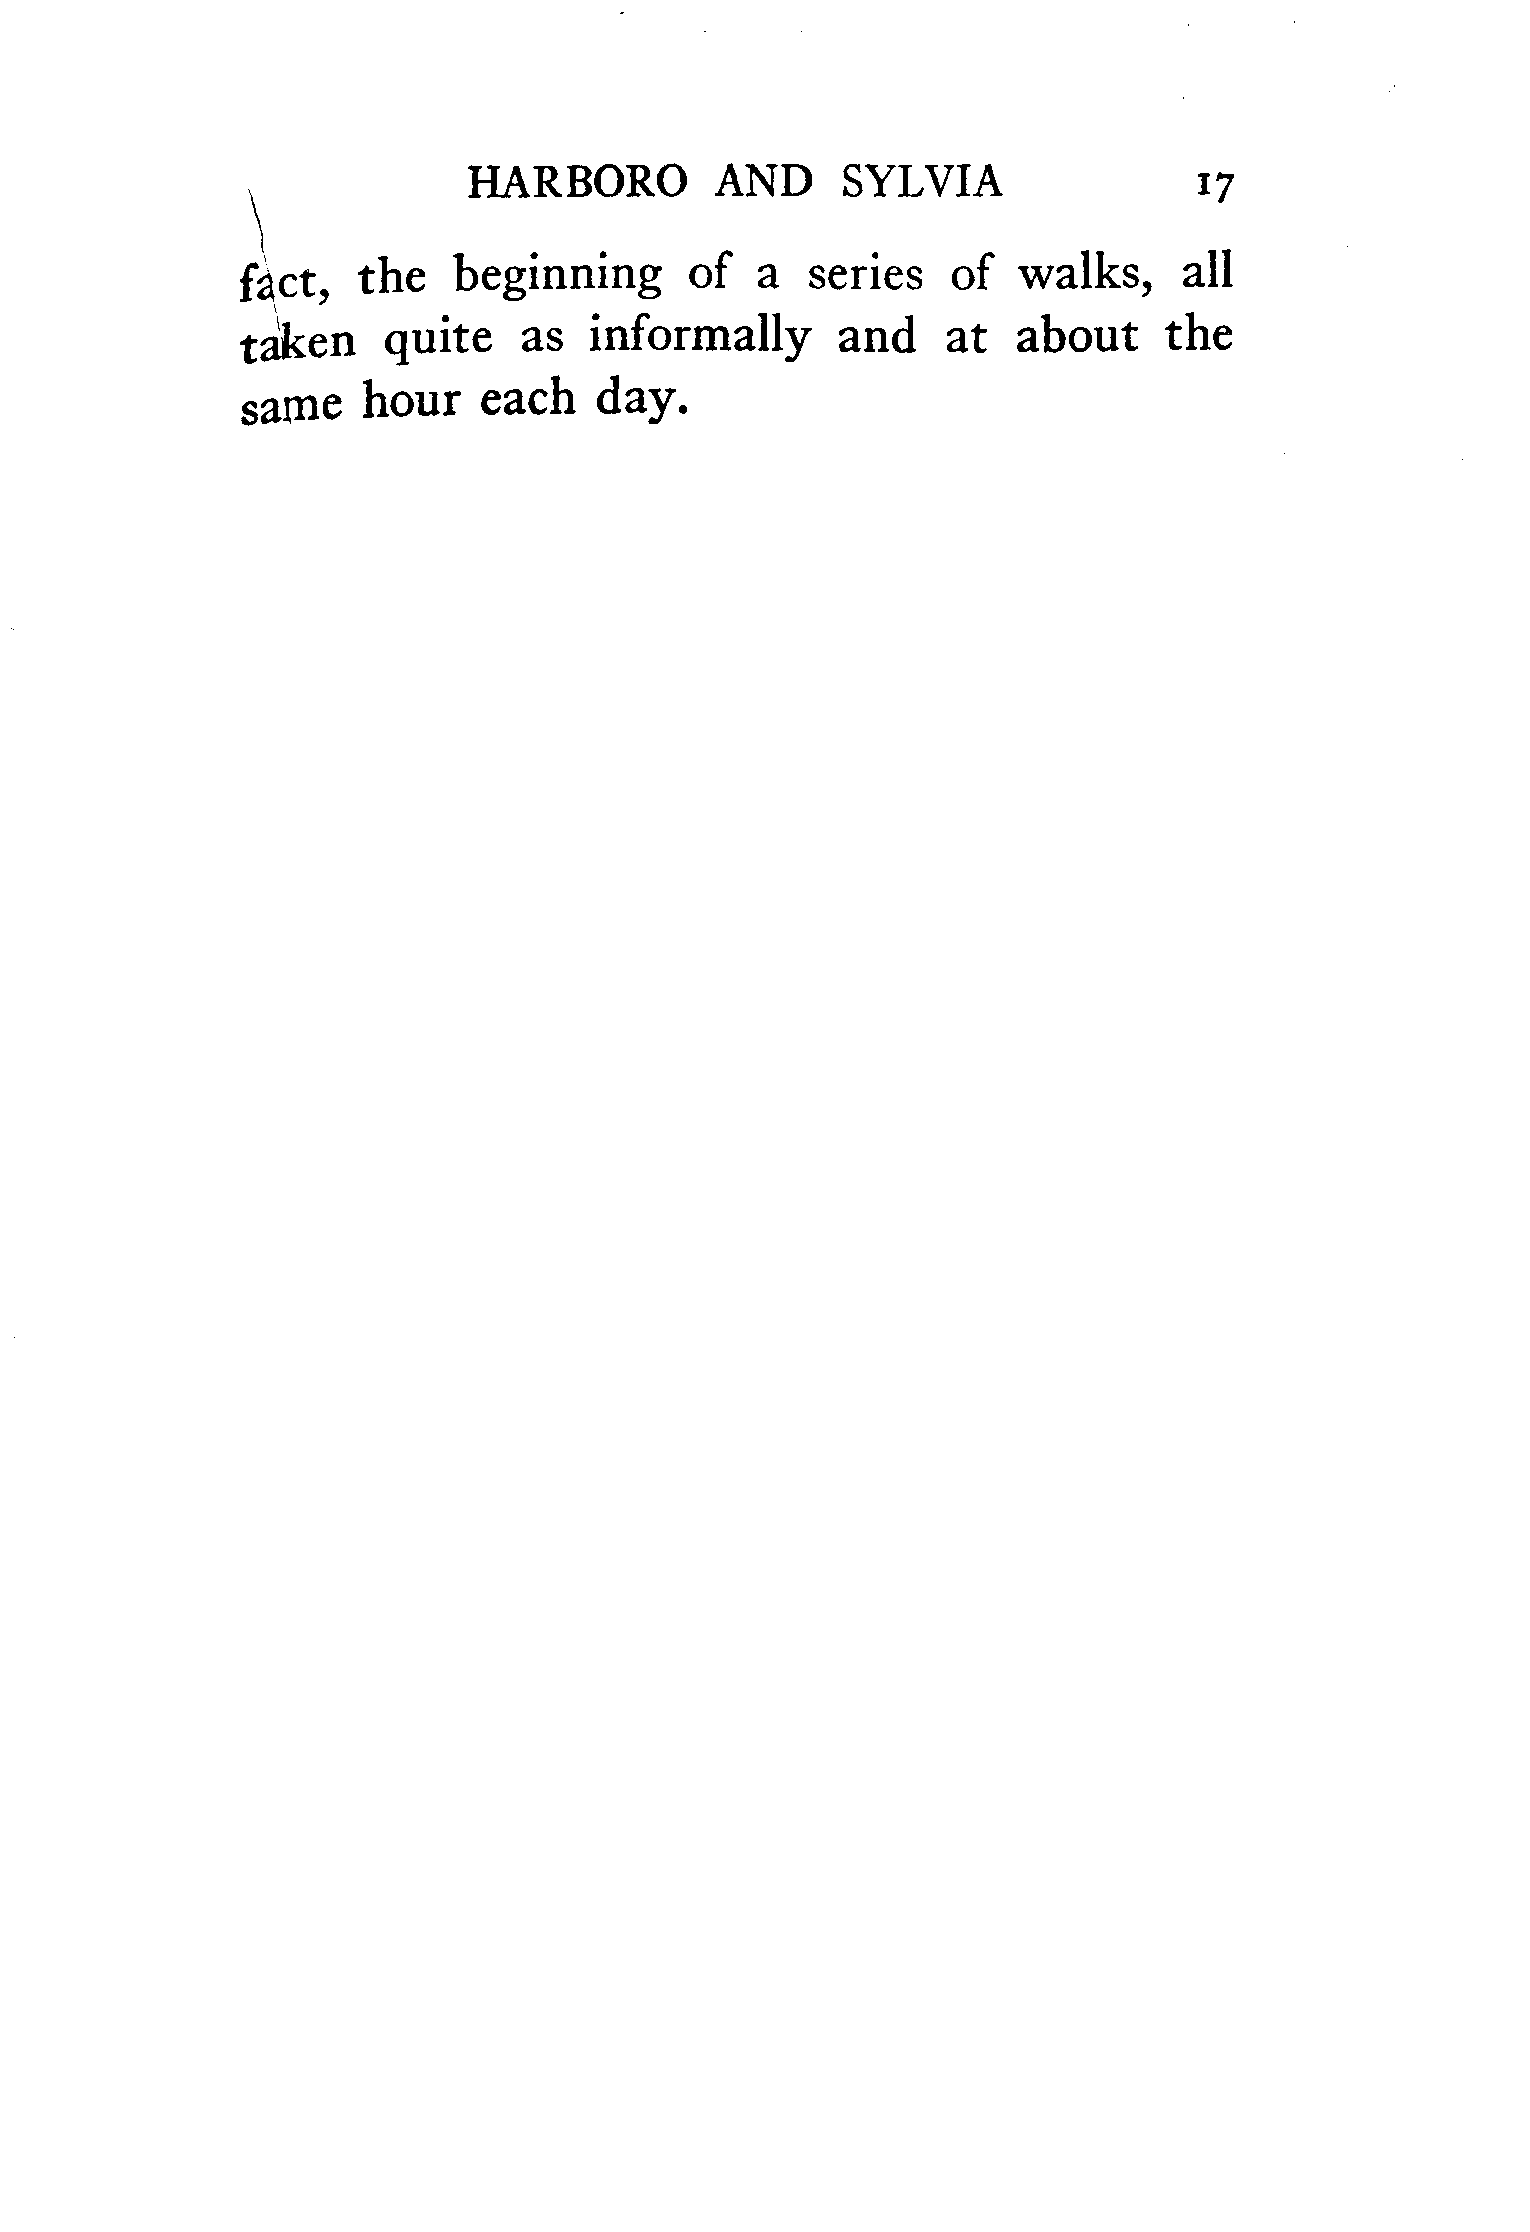 HARBORO AND SYLVIA 17
fact, the beginning of a series of walks, all
taken quite as informally and at about the
same hour each day.